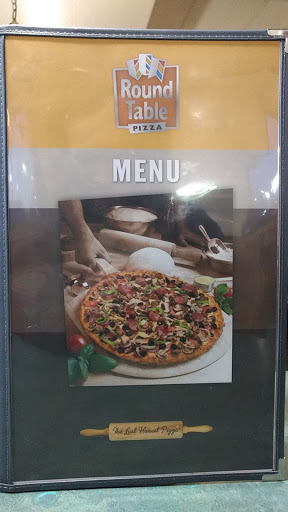 Round
Table
PIZZA
MENU
The Last Honest Pizza